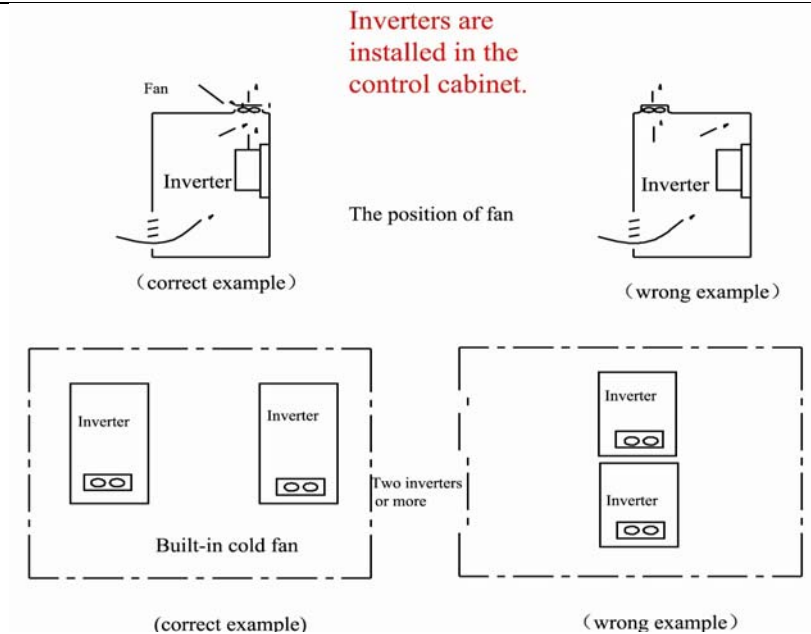 Inverters are
installed in the
control cabinet.
Fan
Inverter
Inverter
The position of fan
（correct example）
（wrong example）
Inverter
Inverter
Two inverters
or more
Built-in cold fan
Inverter
Inverter
(correct example)
（wrong example）